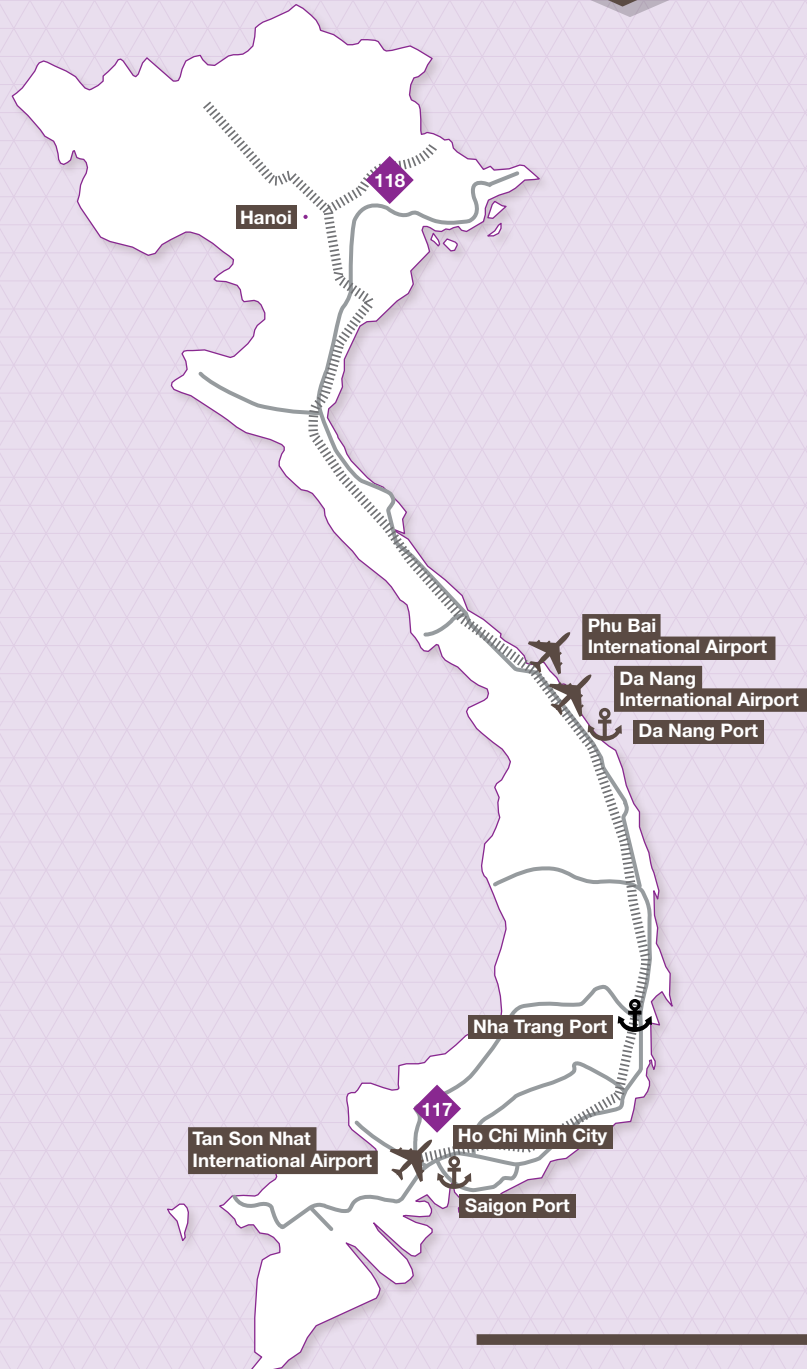 118
Hanoi
Phu Bai
International Airport
Da Nang
International Airport
Da Nang Port
Nha Trang Port
117
Ho Chi Minh City
Tan Son Nhat
International Airport
Saigon Port